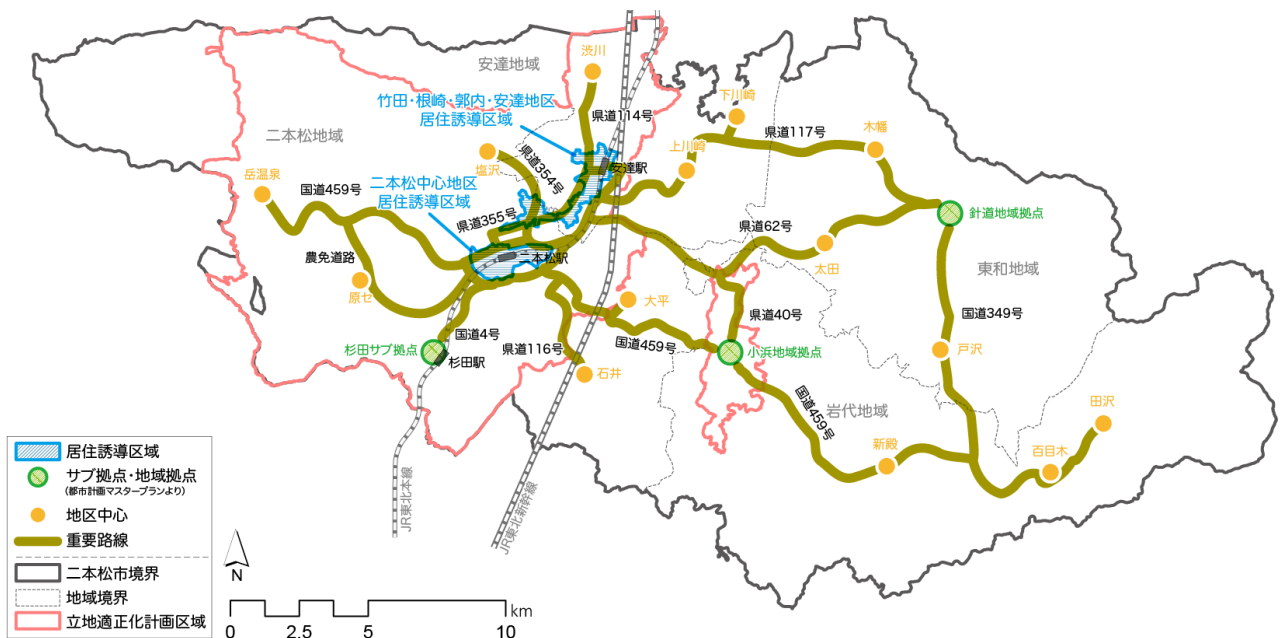 渋川
安達地域
竹田・根崎・郭内・安達地区
居住誘導区域
県道114号
下川崎
県道117号
木幡
二本松地域
上川崎
安達駅
塩沢
県道354号
岳温泉
国道459号
二本松中心地区
居住誘導区域
県道355号
県道62号
針道地域拠点
太田
東和地域
農免道路
二本松駅
原セ
大平
県道40号
国道349号
国道4号
杉田サブ拠点
杉田駅
県道116号
国道459号
小浜地域拠点
戸沢
石井
岩代地域
国道459号
田沢
新殿
百目木
JR東北本線
JR東北新幹線
居住誘導区域
サブ拠点・地域拠点
(都市計画マスタープランより)
地区中心
重要路線
二本松市境界
地域境界
立地適正化計画区域
N
km
0 2.5 5 10